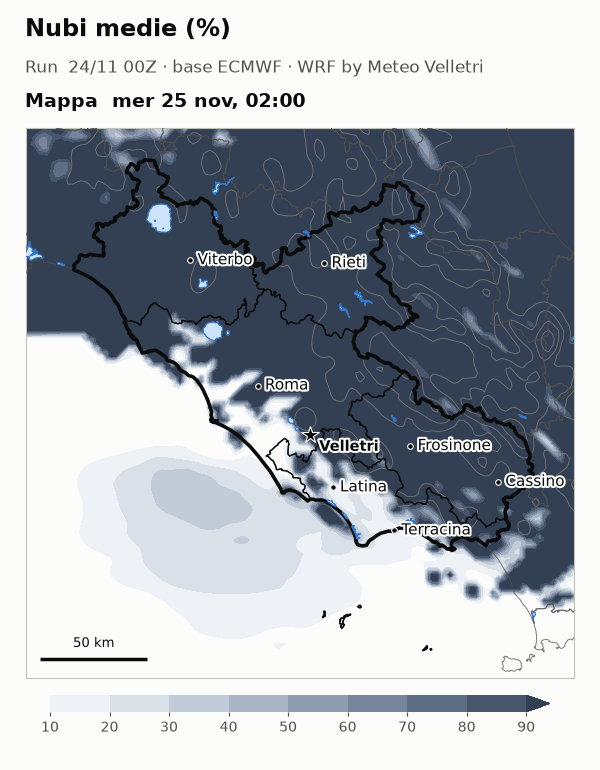 Nubi medie (%)
Run  24/11 00Z · base ECMWF · WRF by Meteo Velletri
Mappa  mer 25 nov, 02:00
Viterbo
Rieti
Roma
Velletri
Frosinone
Cassino
Latina
Terracina
50 km
10 20 30 40 50 60 70 80 90